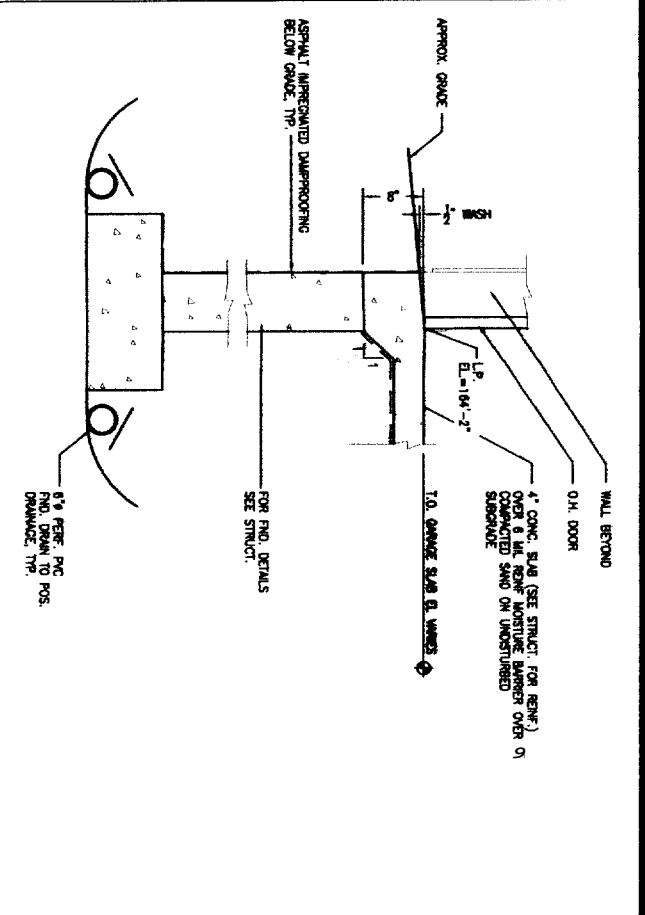 WALL BEYOND
O.H. DOOR
4" CONC. SLAB (SEE STRUCT. FOR REINF.)
OVER 6 MIL REINF MOISTURE BARRIER OVER
COMPACTED SAND ON UNDISTURBED
SUBGRADE
T.O. GARAGE SLAB EL VARIES
L.P.
EL=164'-2"
APPROX. GRADE
1/2" WASH
8"
1
1
ASPHALT IMPREGNATED DAMPPROOFING
BELOW GRADE, TYP.
FOR FND. DETAILS
SEE STRUCT.
PERF PVC
FND. DRAIN TO POS.
DRAINAGE, TYP.